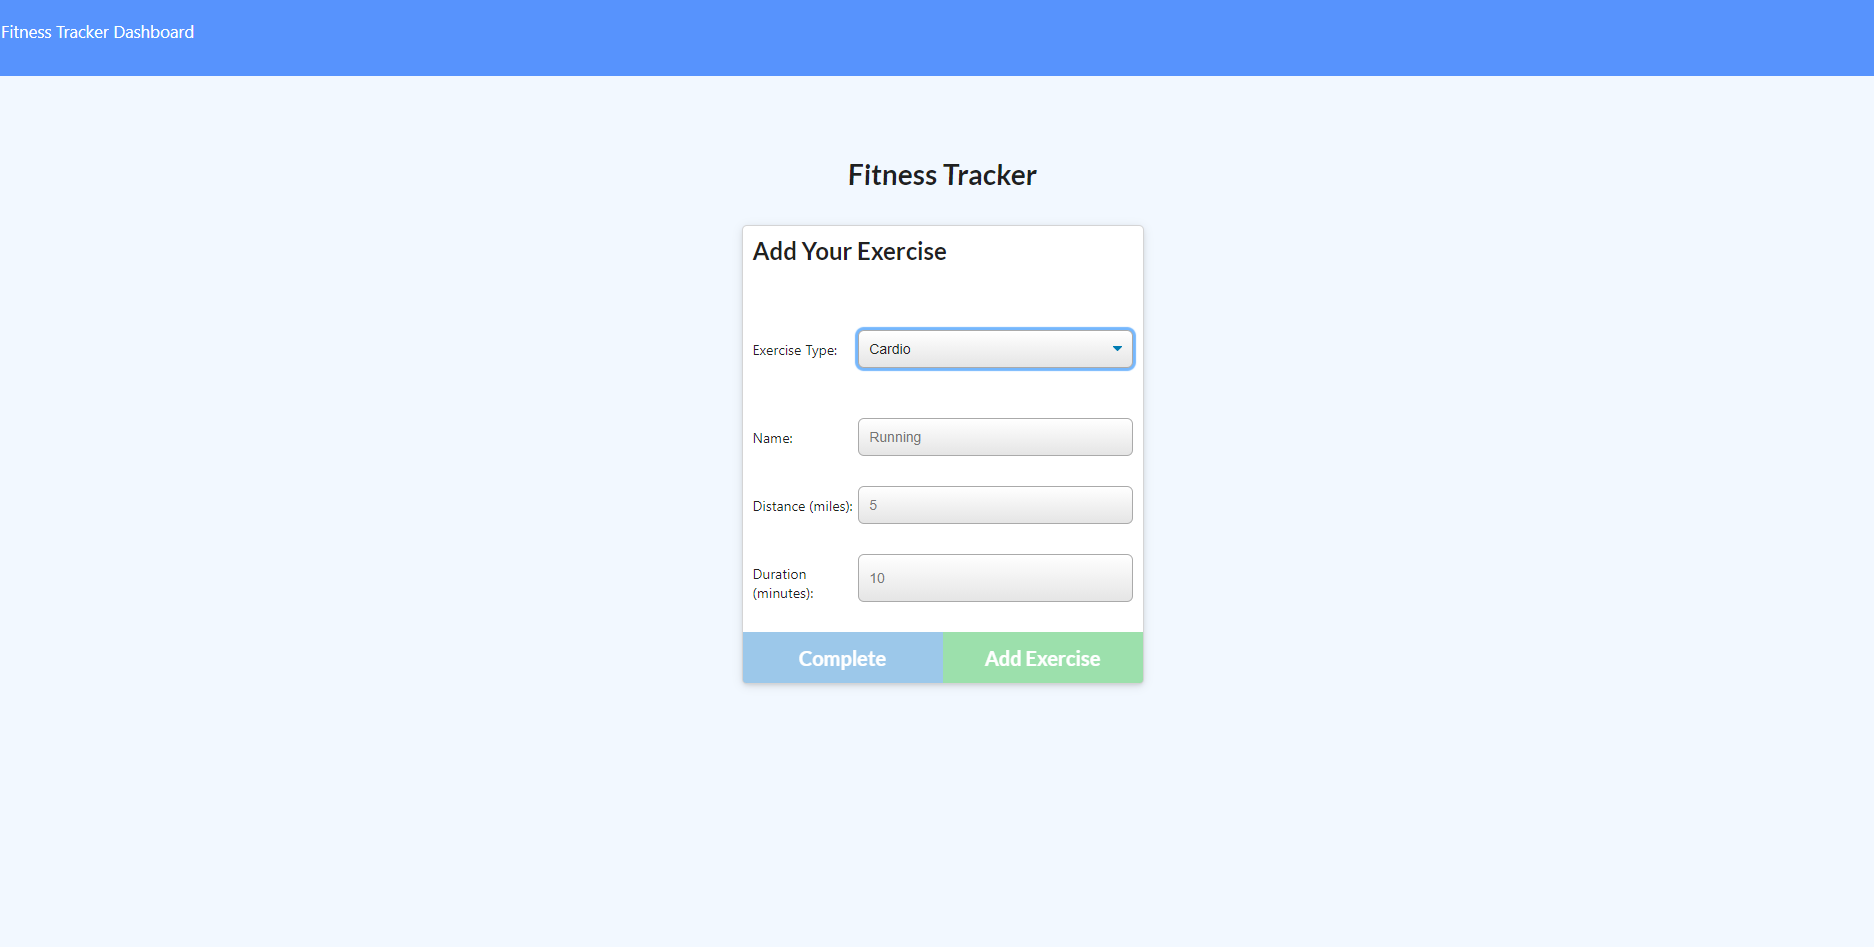 Fitness Tracker Dashboard
Fitness Tracker
Add Your Exercise
Exercise Type: Cardio
Name: Running
Distance (miles): 5
Duration (minutes): 10
Complete Add Exercise